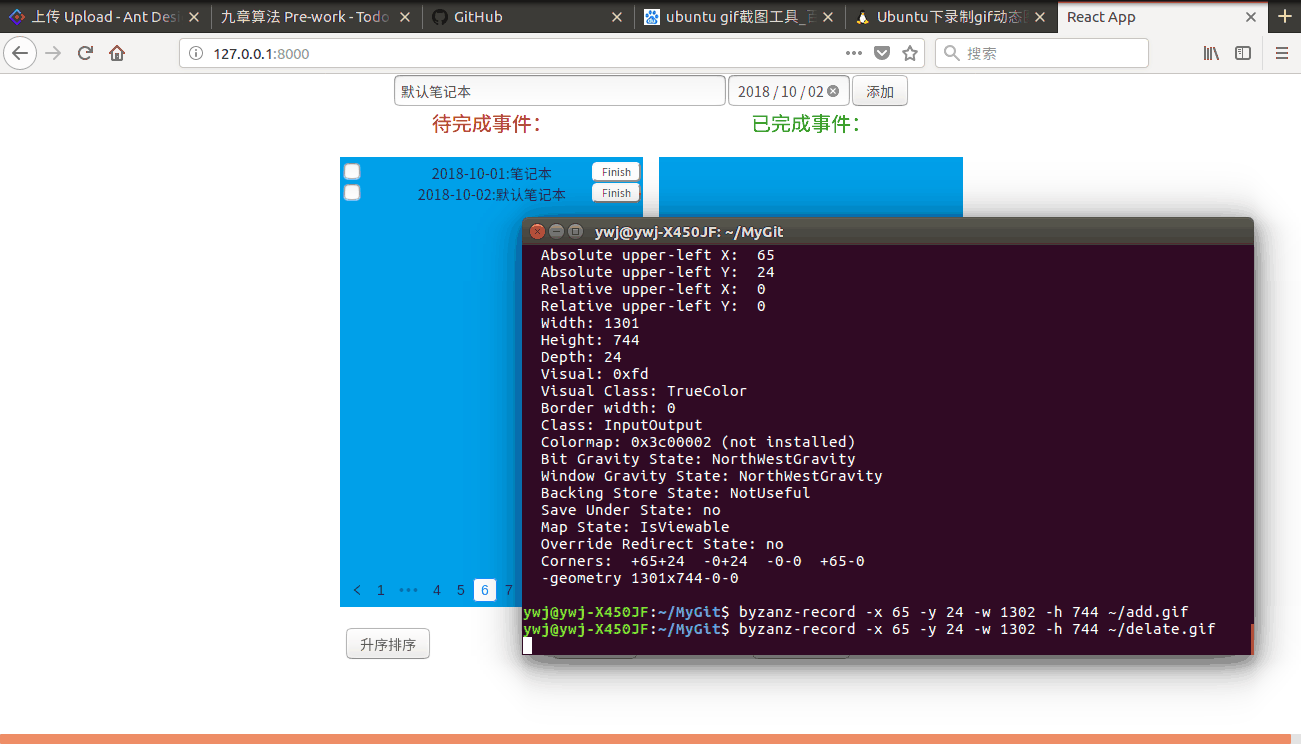 上传 Upload - Ant Desi
九章算法 Pre-work - Todo
GitHub
ubuntu gif截图工具_百
Ubuntu下录制gif动态图
React App
127.0.0.1:8000
搜索
默认笔记本
2018 / 10 / 02
添加
待完成事件：
已完成事件：
2018-10-01:笔记本
Finish
2018-10-02:默认笔记本
Finish
ywj@ywj-X450JF: ~/MyGit
Absolute upper-left X:  65
Absolute upper-left Y:  24
Relative upper-left X:  0
Relative upper-left Y:  0
Width: 1301
Height: 744
Depth: 24
Visual: 0xfd
Visual Class: TrueColor
Border width: 0
Class: InputOutput
Colormap: 0x3c00002 (not installed)
Bit Gravity State: NorthWestGravity
Window Gravity State: NorthWestGravity
Backing Store State: NotUseful
Save Under State: no
Map State: IsViewable
Override Redirect State: no
Corners:  +65+24  -0+24  -0-0  +65-0
-geometry 1301x744-0-0
ywj@ywj-X450JF:~/MyGit$ byzanz-record -x 65 -y 24 -w 1302 -h 744 ~/add.gif
ywj@ywj-X450JF:~/MyGit$ byzanz-record -x 65 -y 24 -w 1302 -h 744 ~/delate.gif
< 1 ••• 4 5 6 7
升序排序